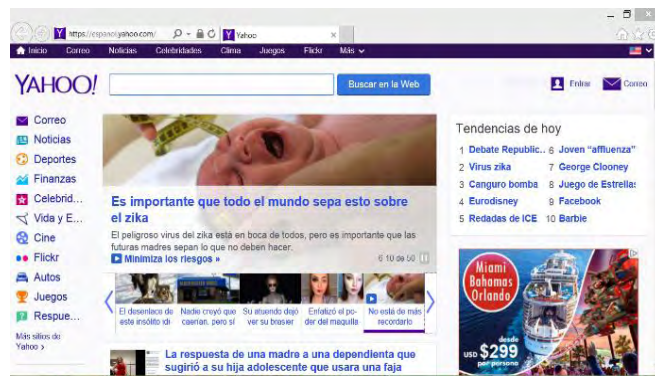 https://espanol.yahoo.com/
Yahoo
Inicio Correo Noticias Celebridades Clima Juegos Flickr Más
YAHOO!
Buscar en la Web
Entrar Correo
Correo
Noticias
Deportes
Finanzas
Celebrid...
Vida y E...
Cine
Flickr
Autos
Juegos
Respue...
Más sitios de
Yahoo >
Es importante que todo el mundo sepa esto sobre
el zika
El peligroso virus del zika está en boca de todos, pero es importante que las
futuras madres sepan lo que no deben hacer.
Minimiza los riesgos »
6 10 de 50
El desenlace de
este insólito
Nadie creyó que
caerían, pero sí
Su atuendo dejó
ver su brasier
Enfatizó el po-
der del maquilla
No está de más
recordarlo
La respuesta de una madre a una dependienta que
sugirió a su hija adolescente que usara una faja
Tendencias de hoy
1 Debate Republic..
2 Virus zika
3 Canguro bomba
4 Eurodisney
5 Redadas de ICE
6 Joven “affluenza”
7 George Clooney
8 Juego de Estrella:
9 Facebook
10 Barbie
Miami
Bahamas
Orlando
desde
USD $299
por persona